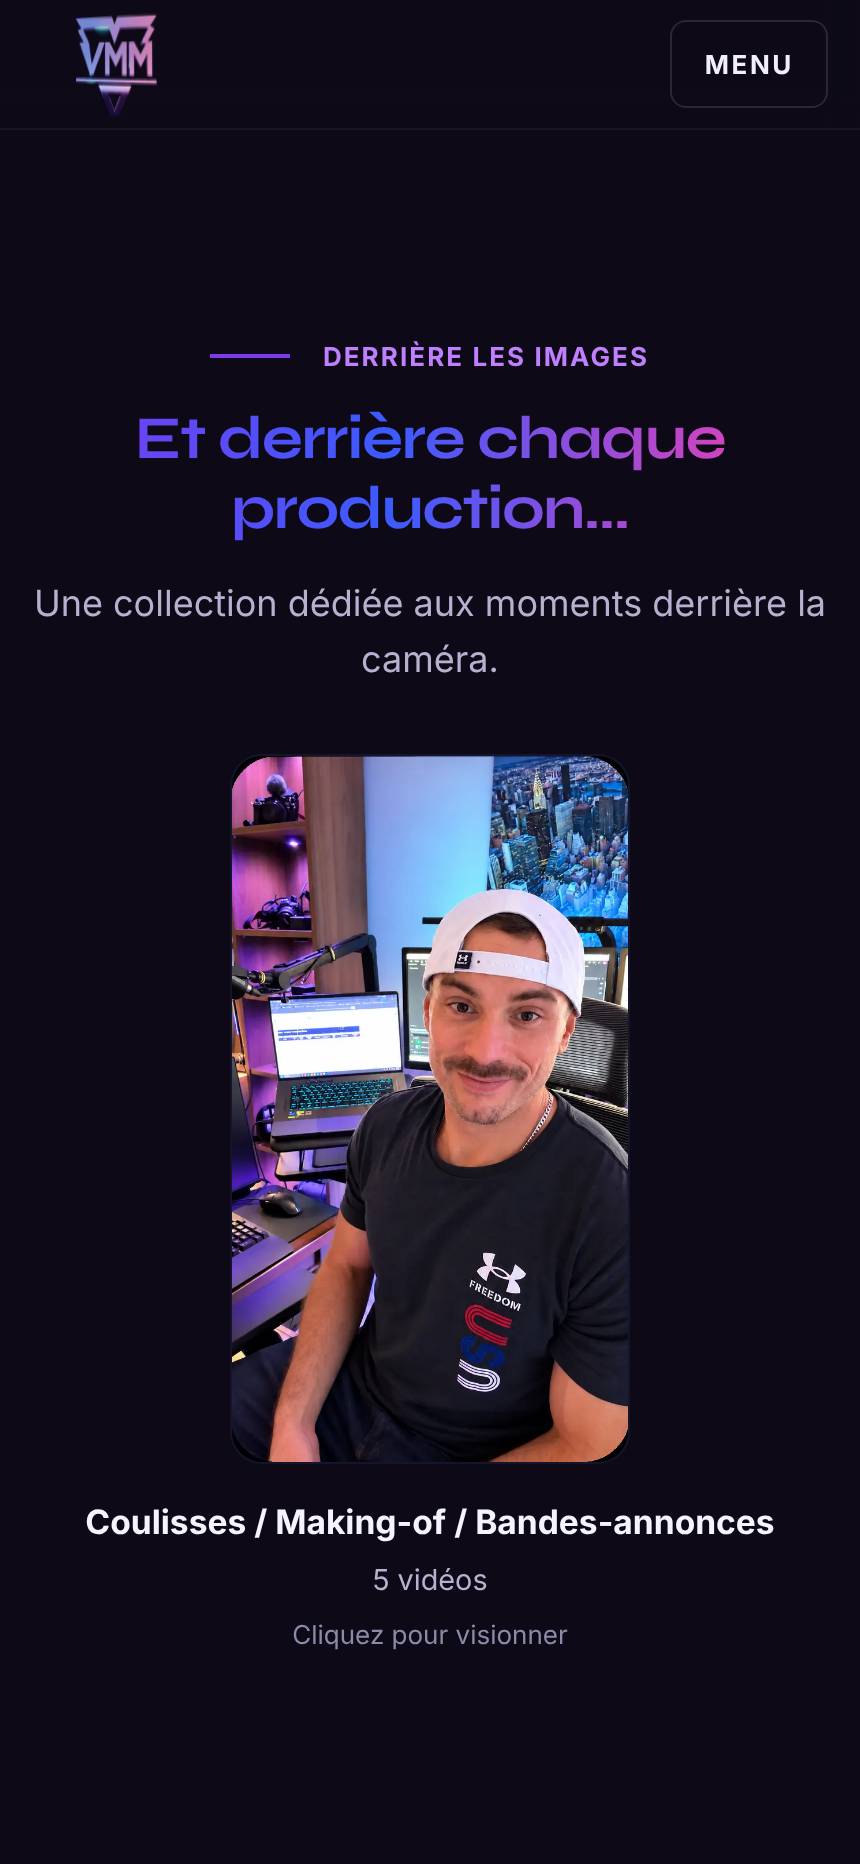 VMM
MENU
DERRIÈRE LES IMAGES
Et derrière chaque
production...
Une collection dédiée aux moments derrière la
caméra.
FREEDOM
USA
Coulisses / Making-of / Bandes-annonces
5 vidéos
Cliquez pour visionner